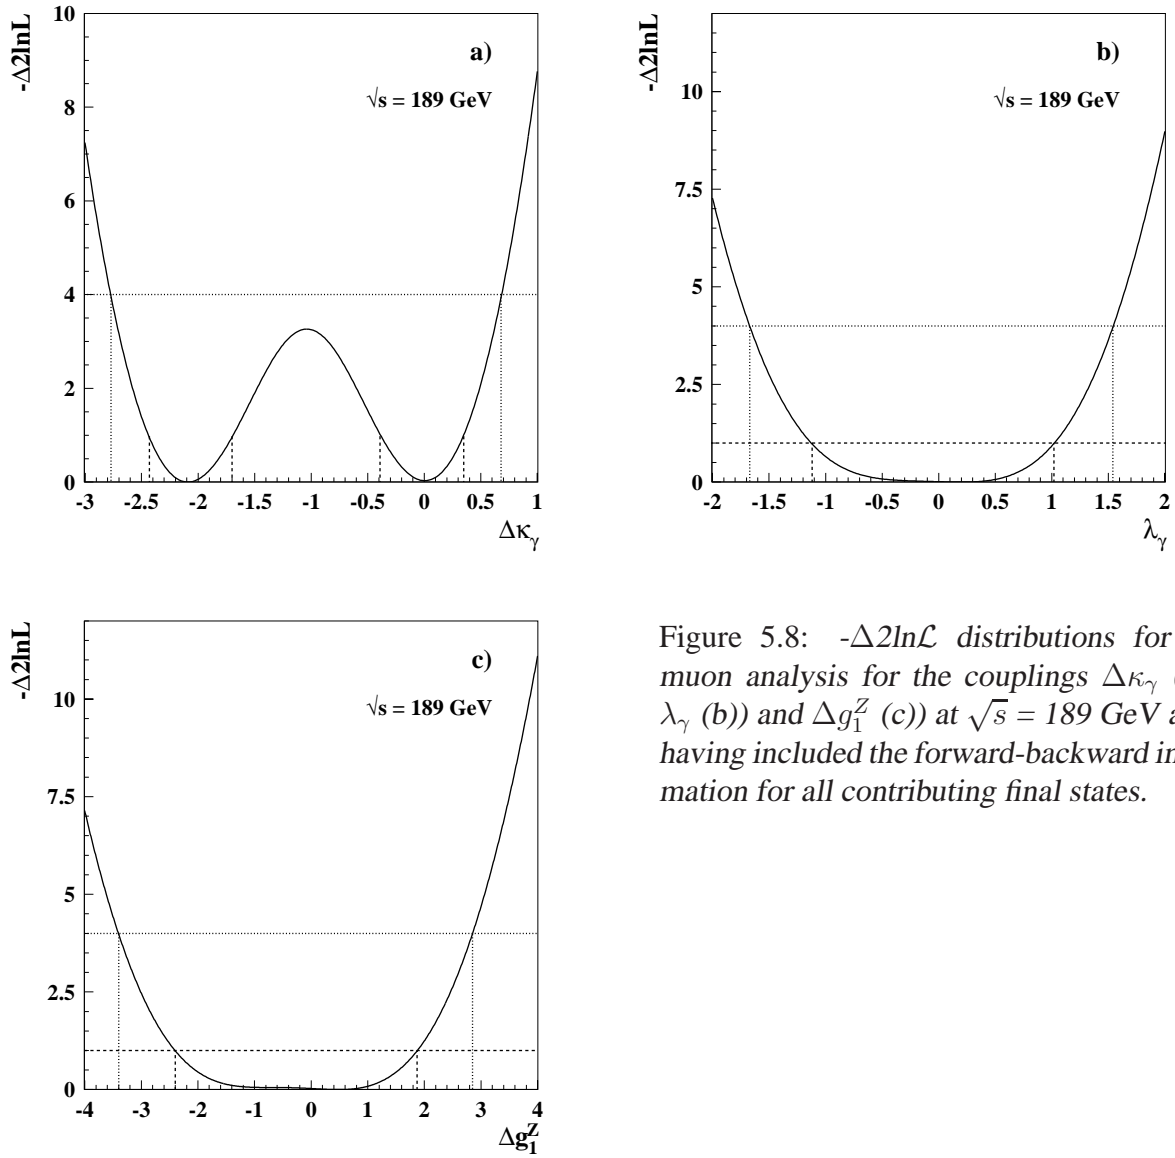 -Δ2lnL
a)
√s = 189 GeV
10
8
6
4
2
0
-3 -2.5 -2 -1.5 -1 -0.5 0 0.5 1
Δκγ
-Δ2lnL
b)
√s = 189 GeV
10
7.5
5
2.5
0
-2 -1.5 -1 -0.5 0 0.5 1 1.5 2
λγ
-Δ2lnL
c)
√s = 189 GeV
10
7.5
5
2.5
0
-4 -3 -2 -1 0 1 2 3 4
Δg₁ᶻ
Figure 5.8: -Δ2lnℒ distributions for
muon analysis for the couplings Δκγ (
λγ (b)) and Δg₁ᶻ (c)) at √s = 189 GeV a
having included the forward-backward in
mation for all contributing final states.